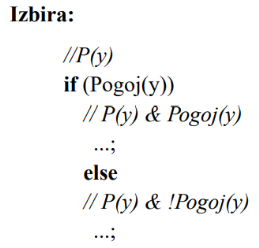 Izbira:
//P(y)
if (Pogoj(y))
// P(y) & Pogoj(y)
...;
else
// P(y) & !Pogoj(y)
...;